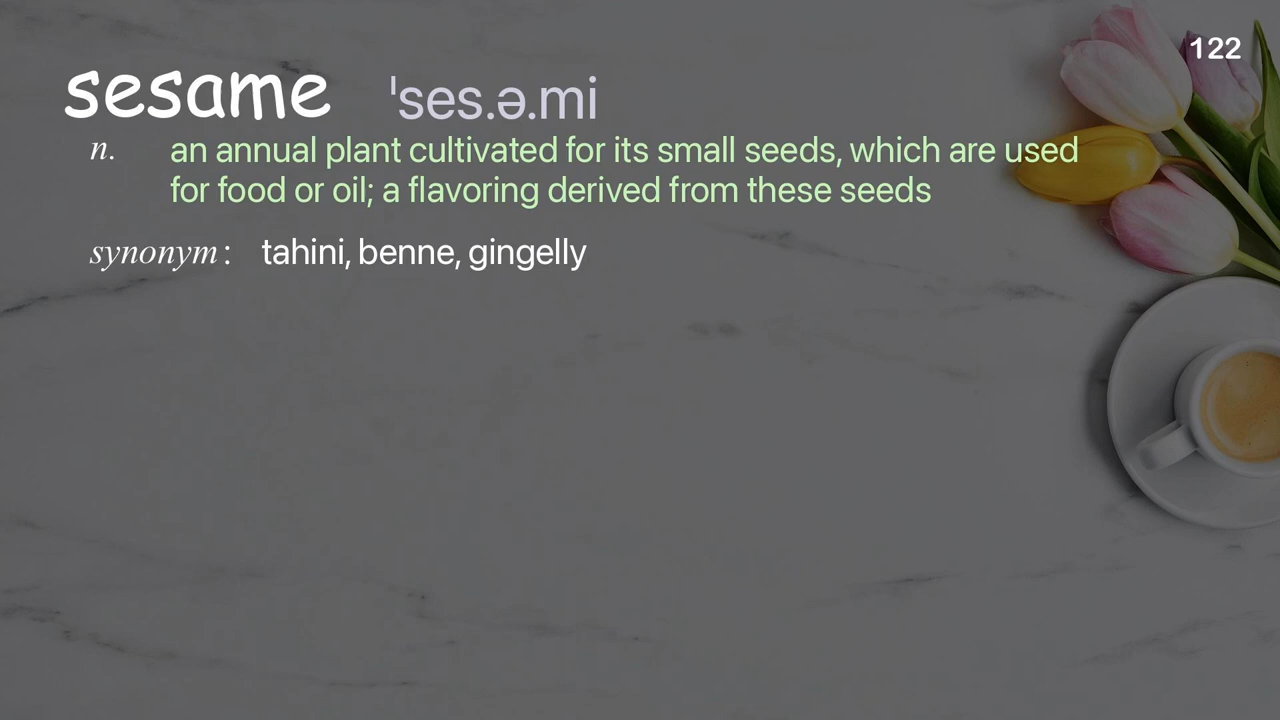 122
sesame ˈses.ə.mi
n. an annual plant cultivated for its small seeds, which are used
for food or oil; a flavoring derived from these seeds
synonym: tahini, benne, gingelly